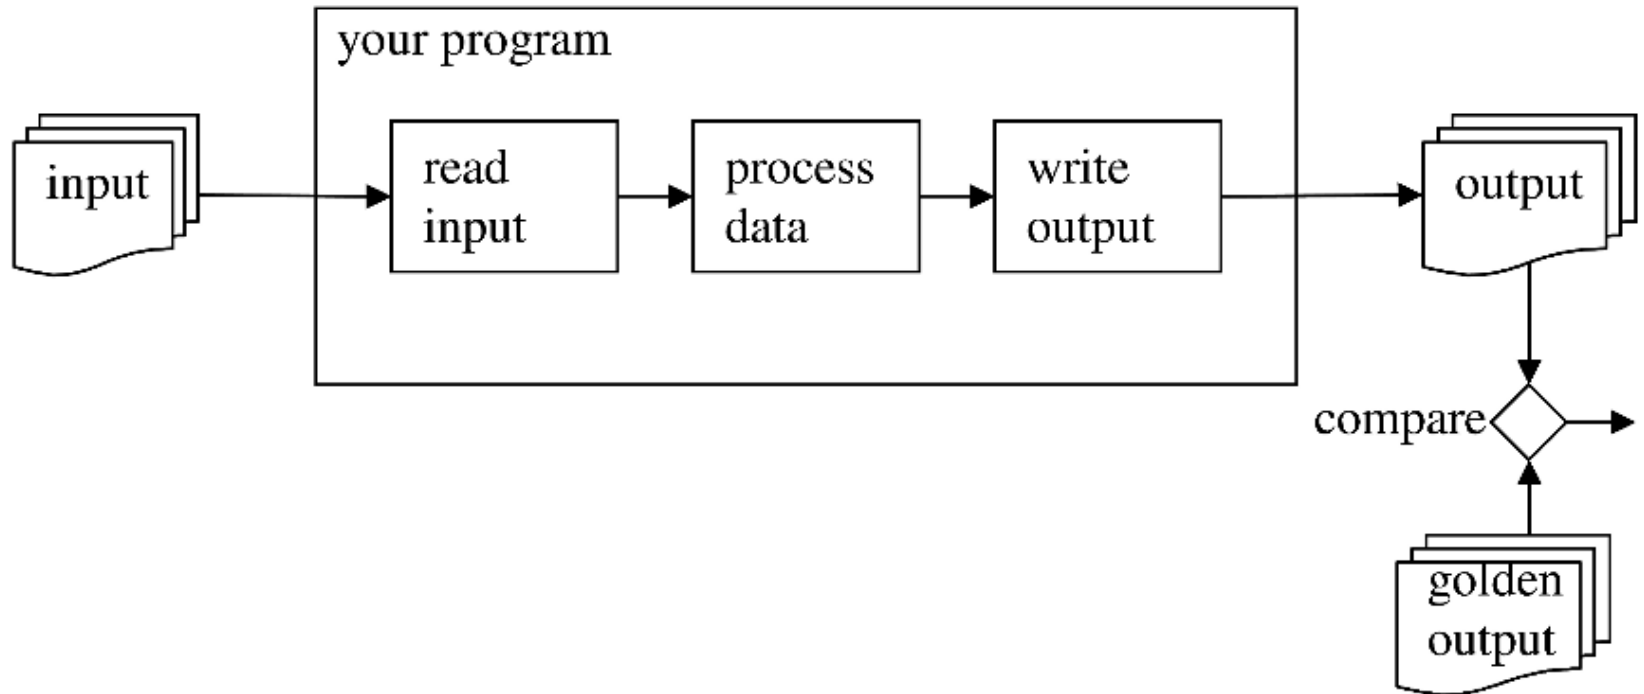 your program
input
read
input
process
data
write
output
output
compare
golden
output